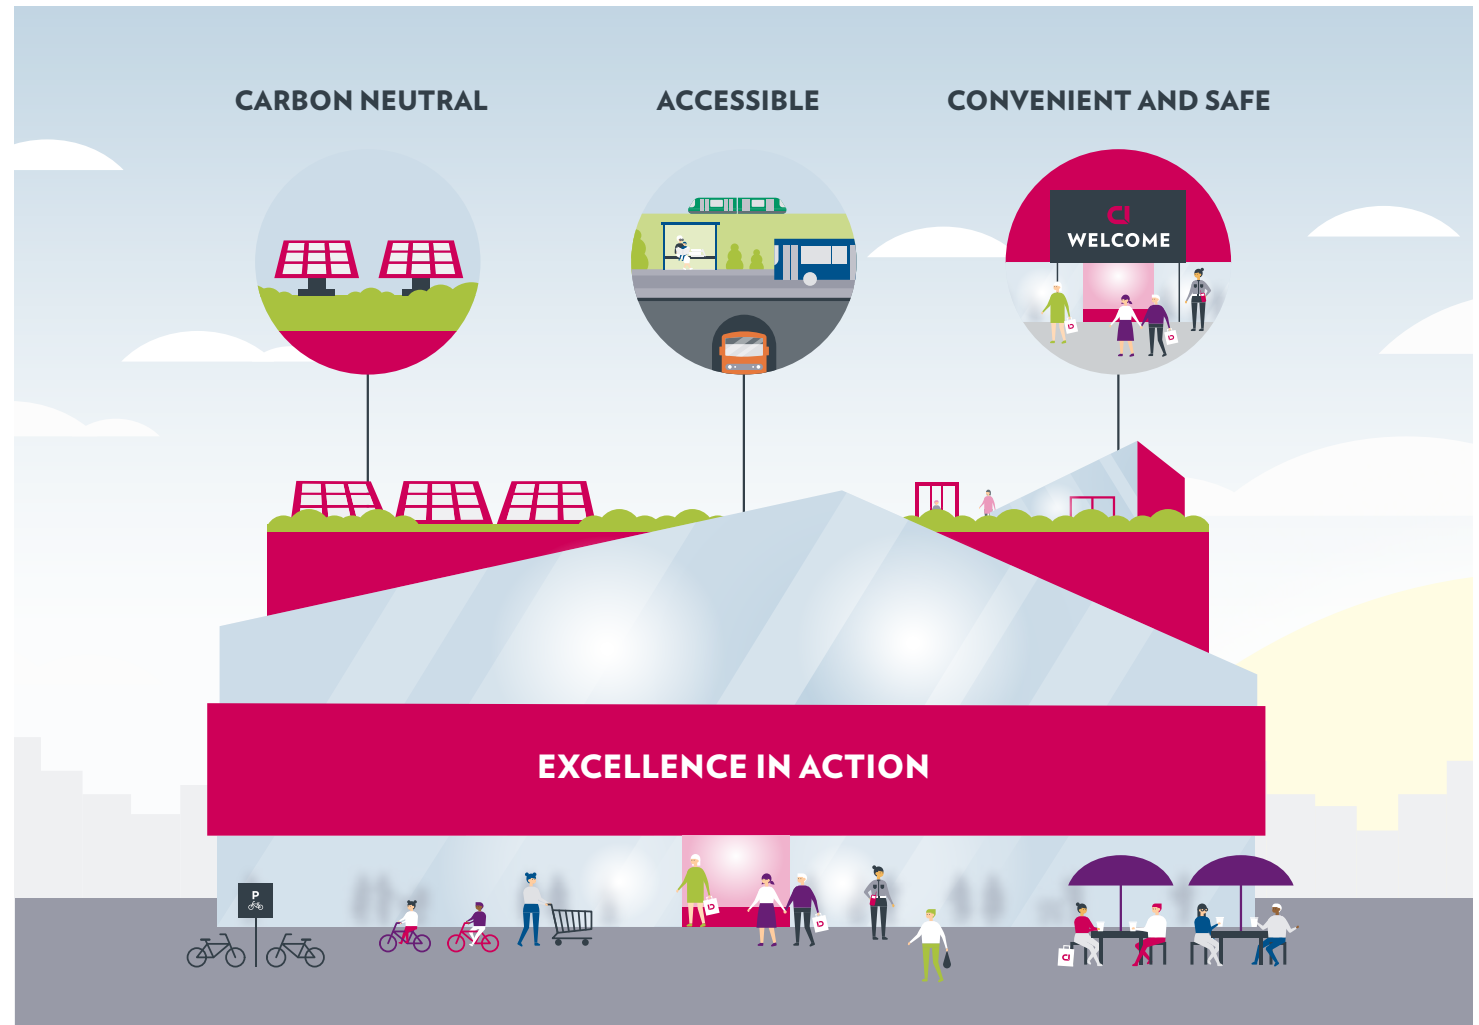 CARBON NEUTRAL
ACCESSIBLE
CONVENIENT AND SAFE
WELCOME
EXCELLENCE IN ACTION
P